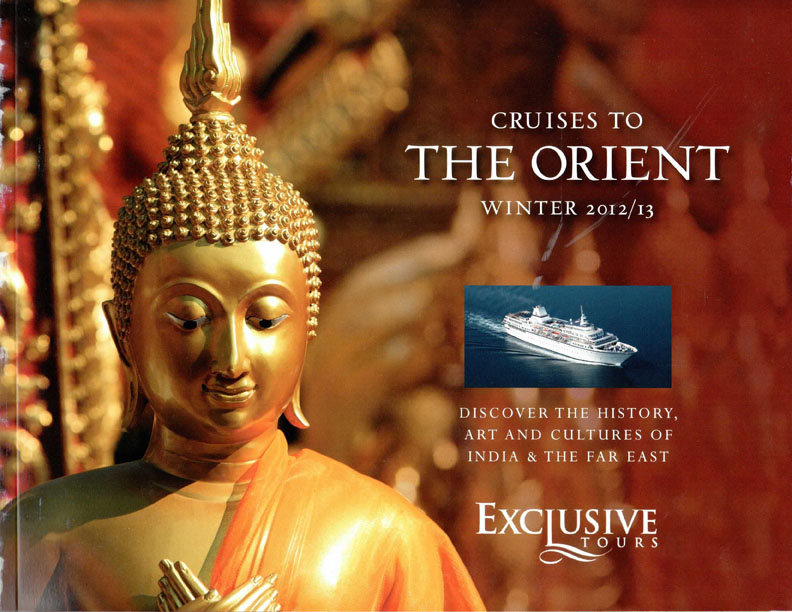 CRUISES TO
THE ORIENT
WINTER 2012/13
DISCOVER THE HISTORY,
ART AND CULTURES OF
INDIA & THE FAR EAST
EXCLUSIVE
TOURS